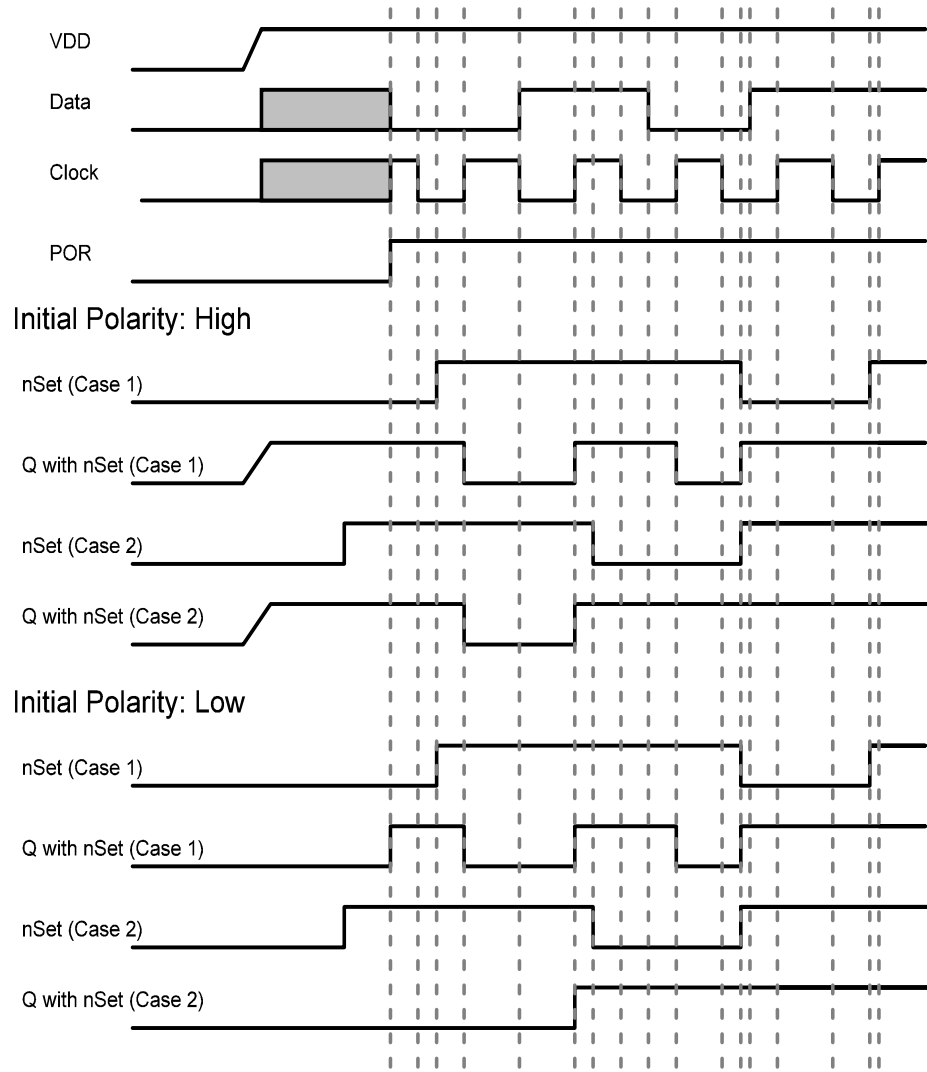 VDD
Data
Clock
POR
Initial Polarity: High
nSet (Case 1)
Q with nSet (Case 1)
nSet (Case 2)
Q with nSet (Case 2)
Initial Polarity: Low
nSet (Case 1)
Q with nSet (Case 1)
nSet (Case 2)
Q with nSet (Case 2)